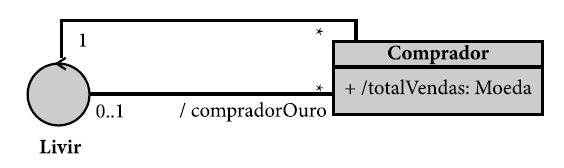 1
*
Comprador
+ /totalVendas: Moeda
*
0..1
/ compradorOuro
Livir